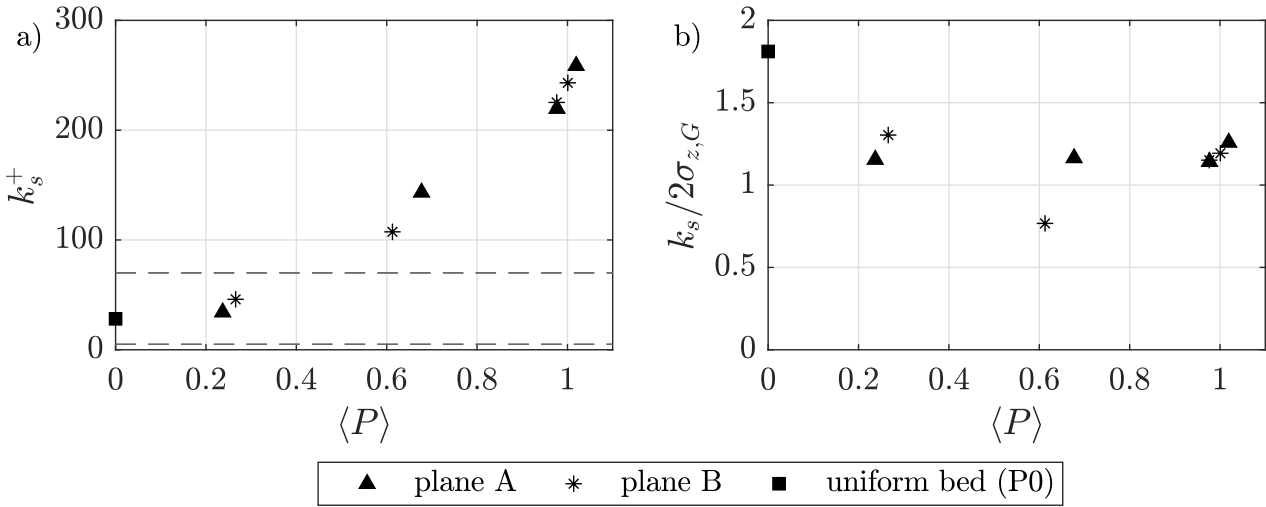 a)
300
200
100
0
k_s^+
0 0.2 0.4 0.6 0.8 1
⟨P⟩
b)
2
1.5
1
0.5
0
k_s/2σ_{z,G}
0 0.2 0.4 0.6 0.8 1
⟨P⟩
plane A plane B uniform bed (P0)